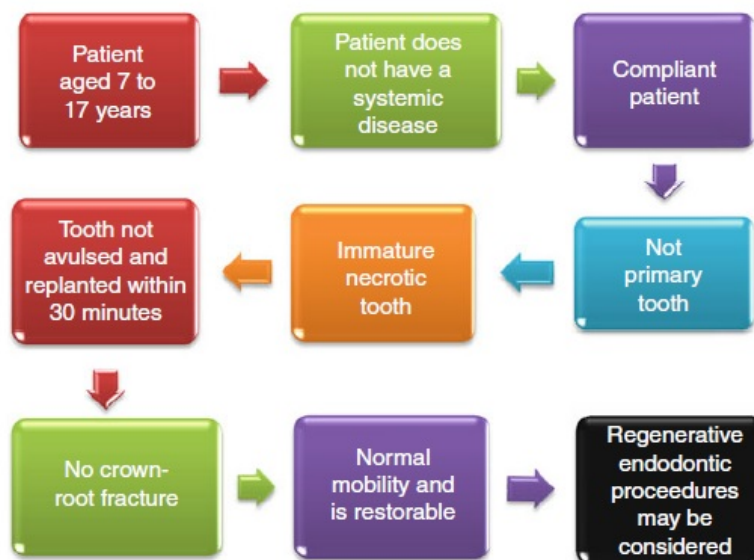 Patient
aged 7 to
17 years
Patient does
not have a
systemic
disease
Compliant
patient
Not
primary
tooth
Immature
necrotic
tooth
Tooth not
avulsed and
replanted within
30 minutes
No crown-
root fracture
Normal
mobility and
is restorable
Regenerative
endodontic
proceedures
may be
considered